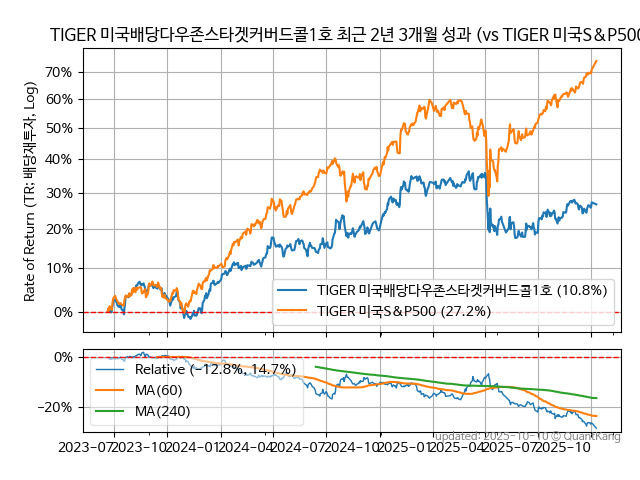 TIGER 미국배당다우존스타겟커버드콜1호 최근 2년 3개월 성과 (vs TIGER 미국S&P500
Rate of Return (TR: 배당재투자, Log)
70%
60%
50%
40%
30%
20%
10%
0%
TIGER 미국배당다우존스타겟커버드콜1호 (10.8%)
TIGER 미국S&P500 (27.2%)
0%
−20%
Relative (−12.8%, 14.7%)
MA(60)
MA(240)
updated: 2025-10-10 © QuantKang
2023-07 2023-10 2024-01 2024-04 2024-07 2024-10 2025-01 2025-04 2025-07 2025-10